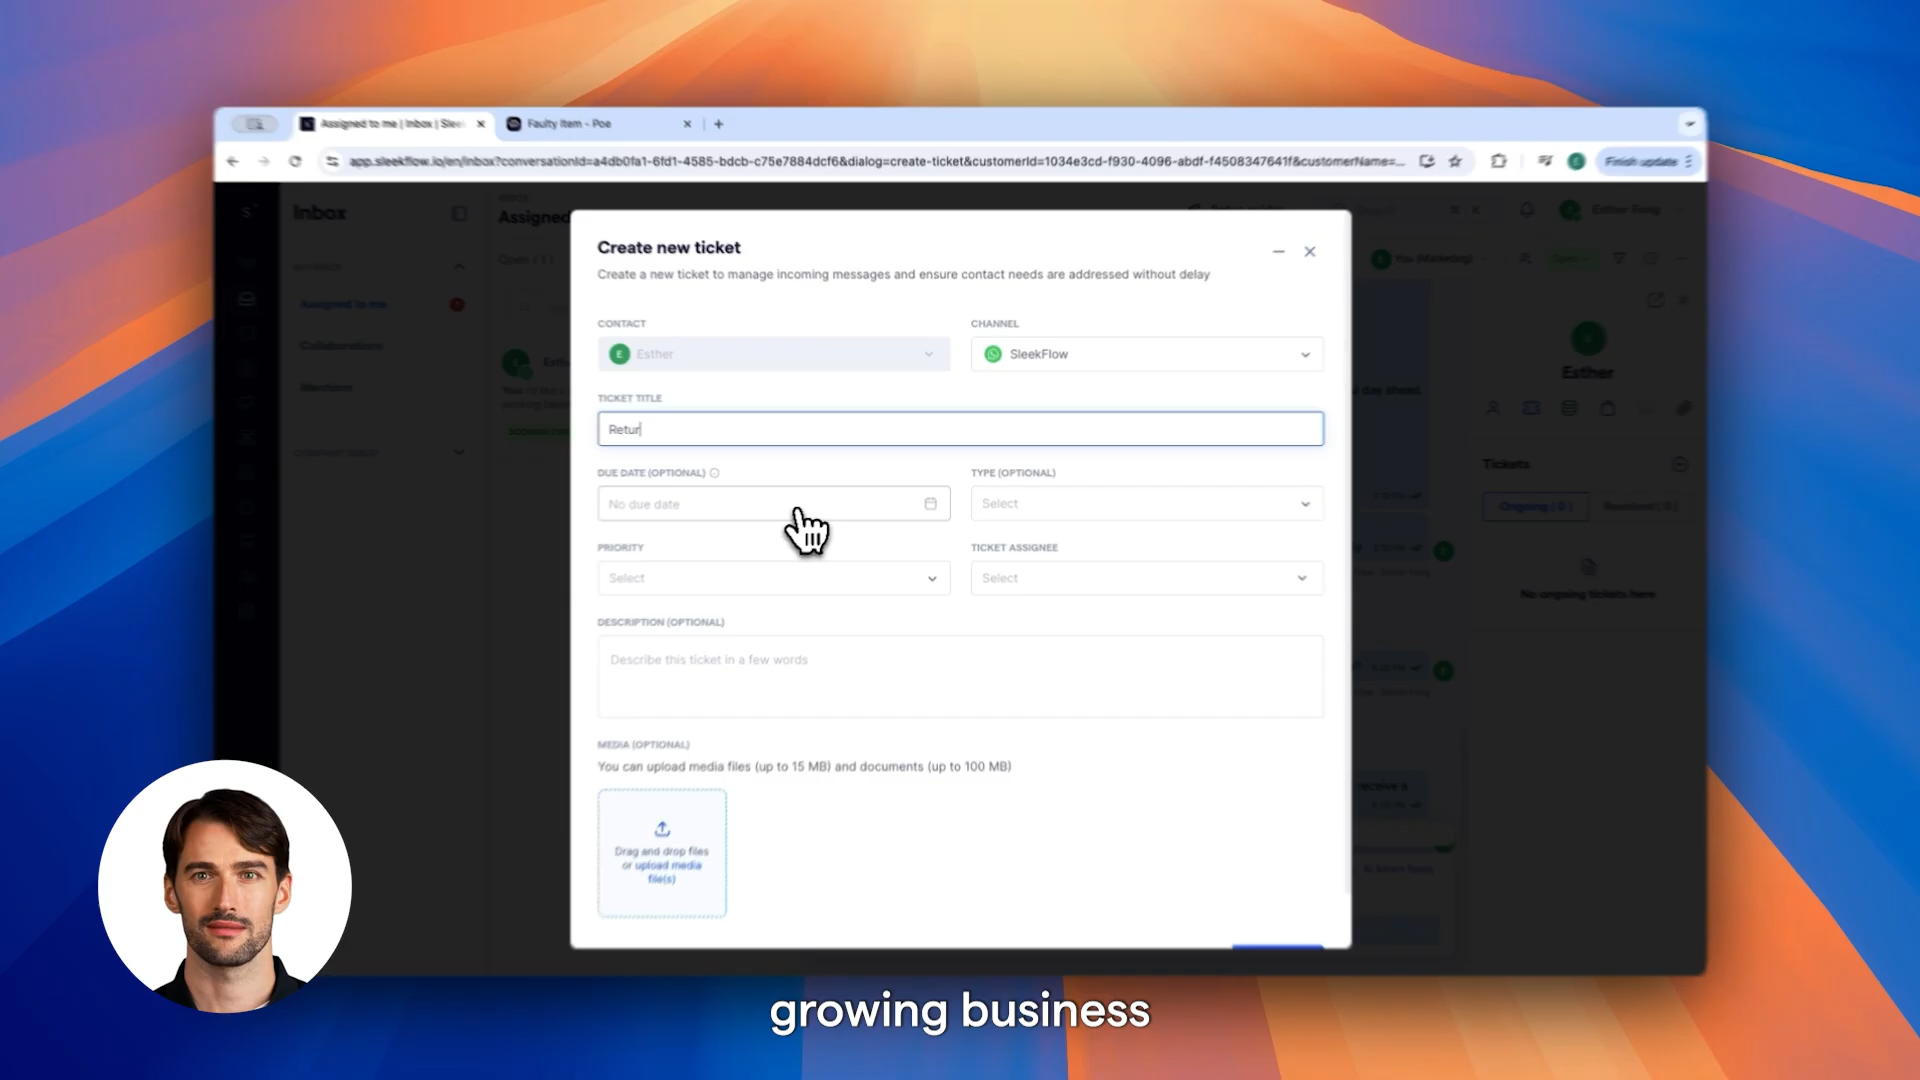 Assigned to me | Inbox | Slee
Faulty Item - Poe
app.sleekflow.io/en/inbox?conversationId=a4db0fa1-6fd1-4585-bdcb-c75e7884dcf6&dialog=create-ticket&customerId=1034e3cd-f930-4096-abdf-f4508347641f&customerName=...
Finish update
Inbox
Assigned
Esther Fong
Create new ticket
Create a new ticket to manage incoming messages and ensure contact needs are addressed without delay
You (Marketing)
Open
Assigned to me
Collaborations
Mentions
CONTACT
CHANNEL
E Esther
SleekFlow
Esther
TICKET TITLE
Retur
DUE DATE (OPTIONAL)
TYPE (OPTIONAL)
No due date
Select
Tickets
Ongoing ( 0 )
PRIORITY
TICKET ASSIGNEE
Select
Select
No ongoing tickets here
DESCRIPTION (OPTIONAL)
Describe this ticket in a few words
MEDIA (OPTIONAL)
You can upload media files (up to 15 MB) and documents (up to 100 MB)
receive a
Drag and drop files
or upload media
file(s)
growing business